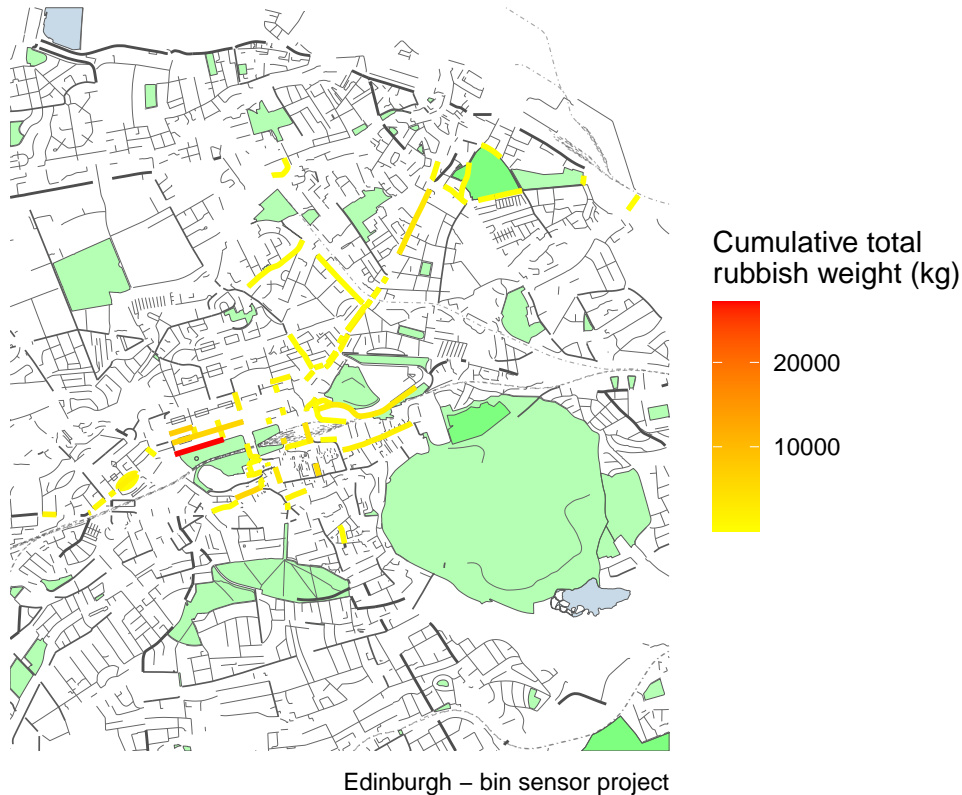 Cumulative total
rubbish weight (kg)
20000
10000
Edinburgh – bin sensor project